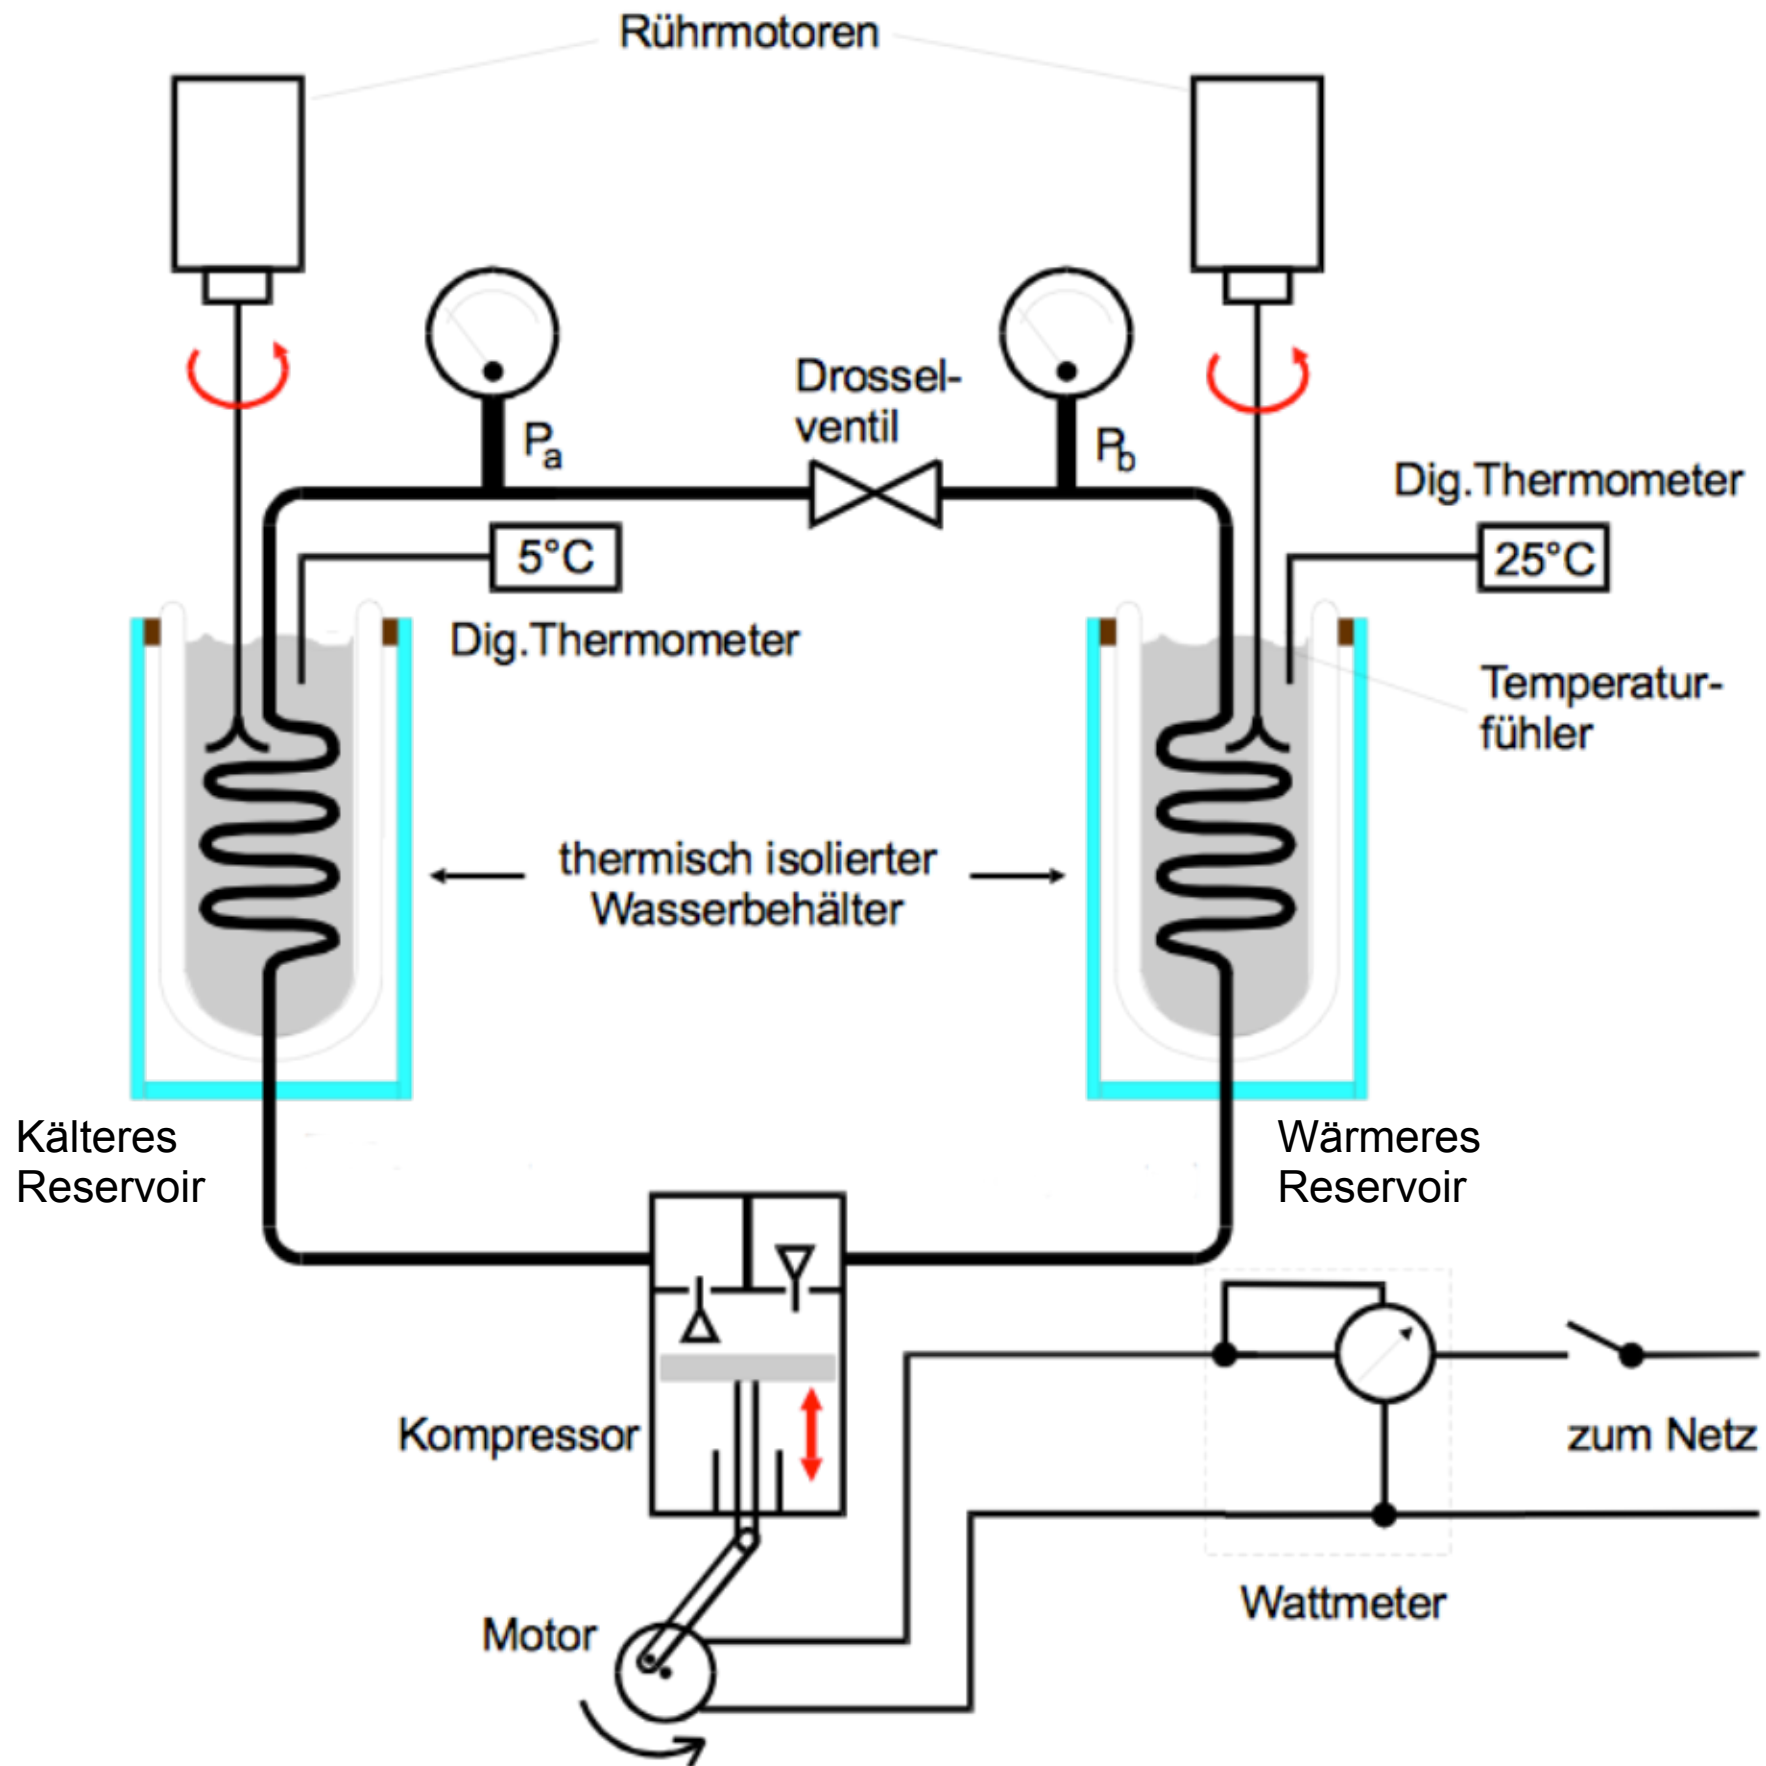 Rührmotoren
Drossel-
ventil
Pa
Pb
Dig.Thermometer
5°C
25°C
Dig.Thermometer
Temperatur-
fühler
thermisch isolierter
Wasserbehälter
Kälteres
Reservoir
Wärmeres
Reservoir
Kompressor
zum Netz
Motor
Wattmeter